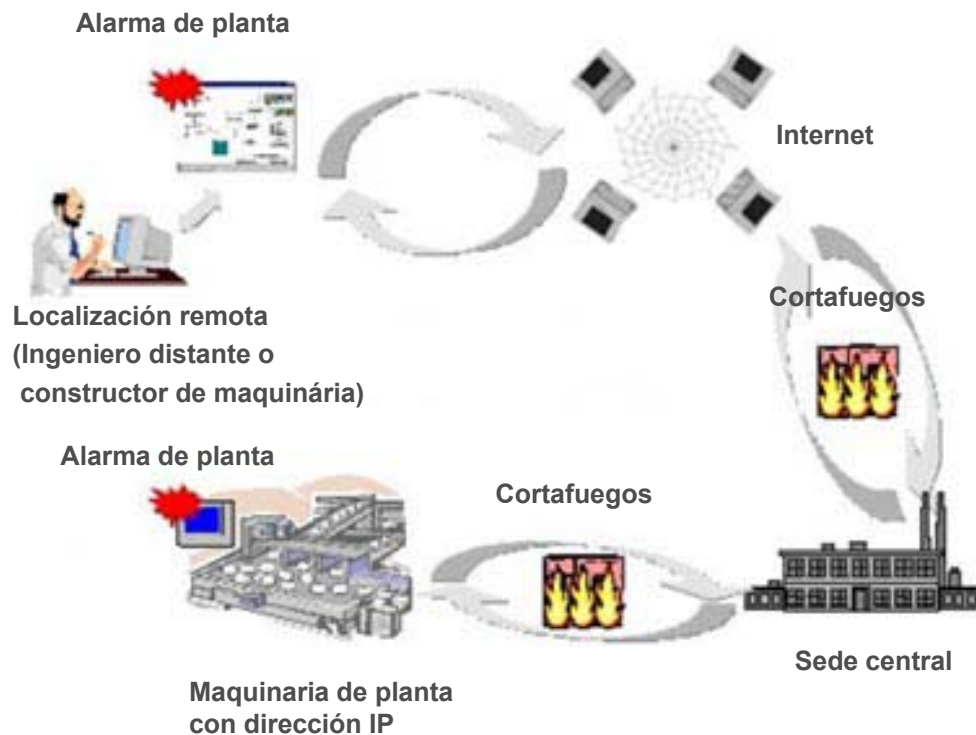 Alarma de planta
Internet
Cortafuegos
Localización remota
(Ingeniero distante o
constructor de maquinária)
Alarma de planta
Cortafuegos
Sede central
Maquinaria de planta
con dirección IP